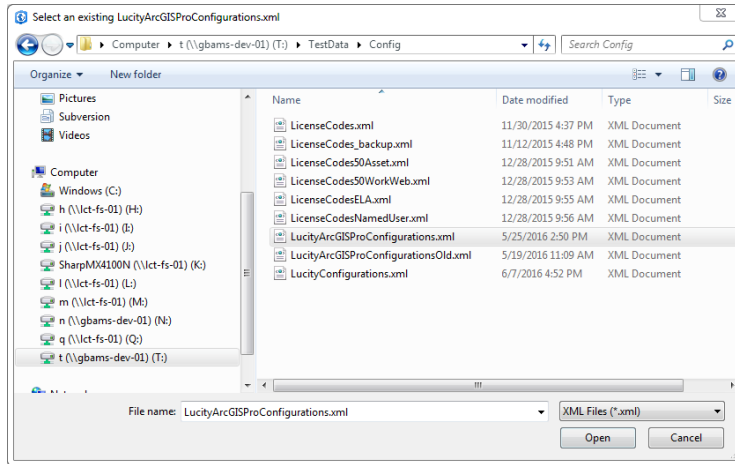 Select an existing LucityArcGISProConfigurations.xml
Computer ▸ t (\\gbams-dev-01) (T:) ▸ TestData ▸ Config
Search Config
Organize
New folder
Pictures
Subversion
Videos
Computer
Windows (C:)
h (\\lct-fs-01) (H:)
i (\\lct-fs-01) (I:)
j (\\lct-fs-01) (J:)
SharpMX4100N (\\lct-fs-01) (K:)
l (\\lct-fs-01) (L:)
m (\\lct-fs-01) (M:)
n (\\gbams-dev-01) (N:)
q (\\lct-fs-01) (Q:)
t (\\gbams-dev-01) (T:)
Name Date modified Type Size
LicenseCodes.xml 11/30/2015 4:37 PM XML Document
LicenseCodes_backup.xml 11/12/2015 4:48 PM XML Document
LicenseCodes50Asset.xml 12/28/2015 9:51 AM XML Document
LicenseCodes50WorkWeb.xml 12/28/2015 9:53 AM XML Document
LicenseCodesELA.xml 12/28/2015 9:55 AM XML Document
LicenseCodesNamedUser.xml 12/28/2015 9:56 AM XML Document
LucityArcGISProConfigurations.xml 5/25/2016 2:50 PM XML Document
LucityArcGISProConfigurationsOld.xml 5/19/2016 11:09 AM XML Document
LucityConfigurations.xml 6/7/2016 4:52 PM XML Document
File name: LucityArcGISProConfigurations.xml
XML Files (*.xml)
Open
Cancel